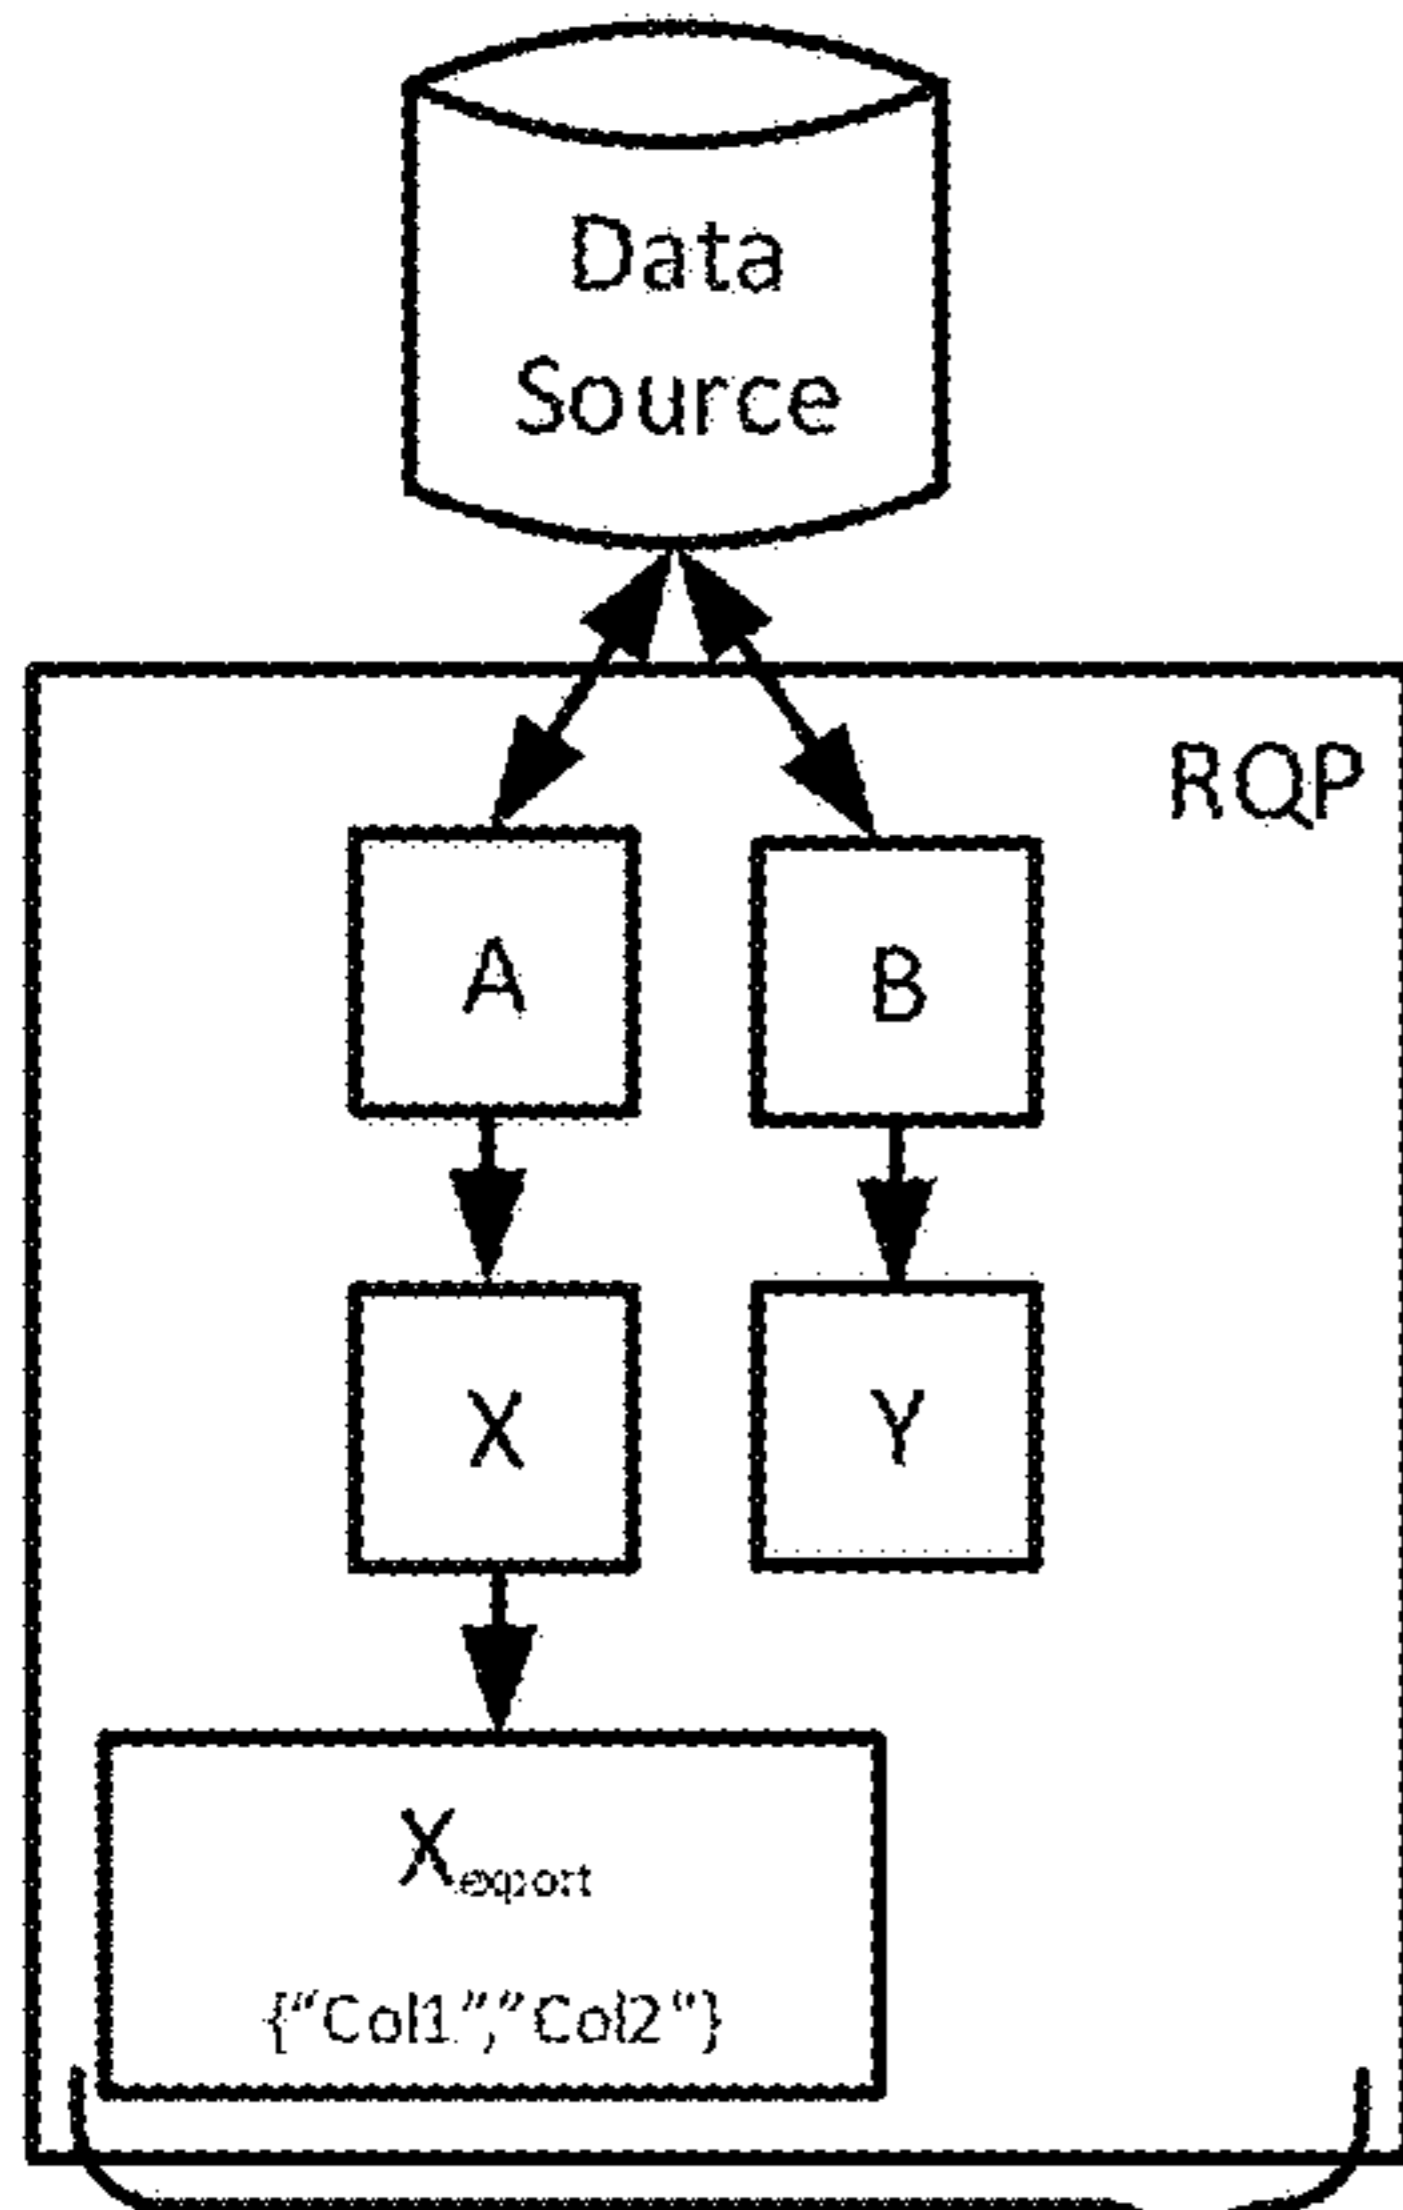 Data
Source
RQP
A
B
X
Y
Xexport
{“Col1”,”Col2“}